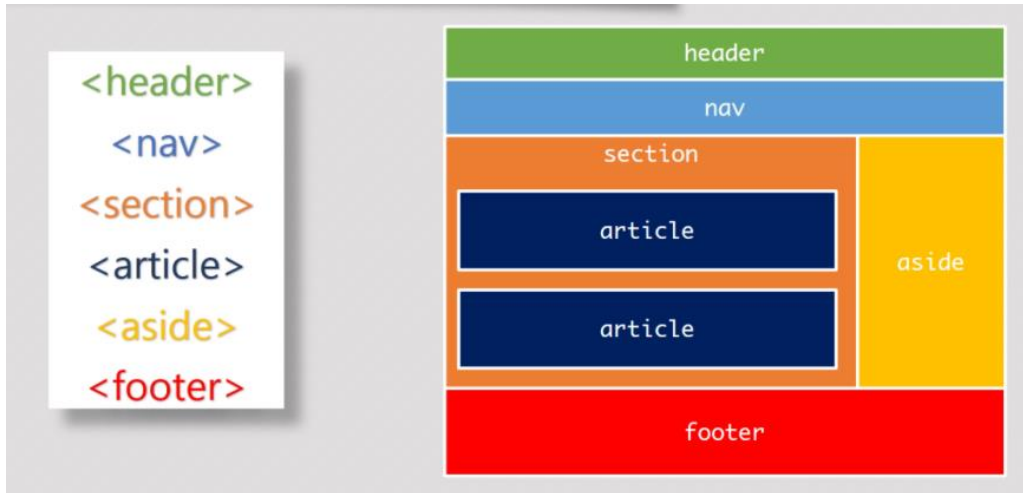 <header>
<nav>
<section>
<article>
<aside>
<footer>
header
nav
section
article
aside
article
footer